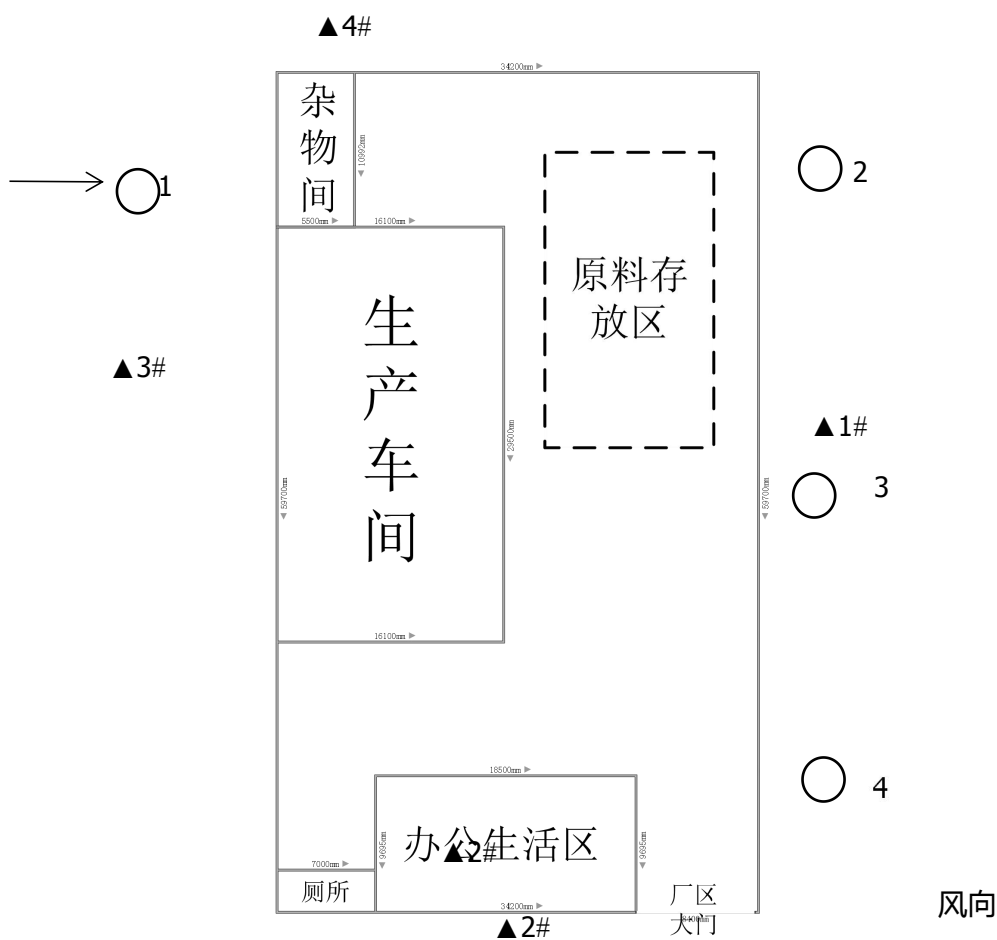 ▲4#
34200mm
杂物间
10992mm
1
2
5500mm
16100mm
原料存
放区
生产车间
▲3#
▲1#
29500mm
59700mm
59700mm
3
16100mm
18500mm
4
9695mm
办公生活区
9695mm
▲2#
7000mm
厕所
厂区
大门
34200mm
▲2#
风向